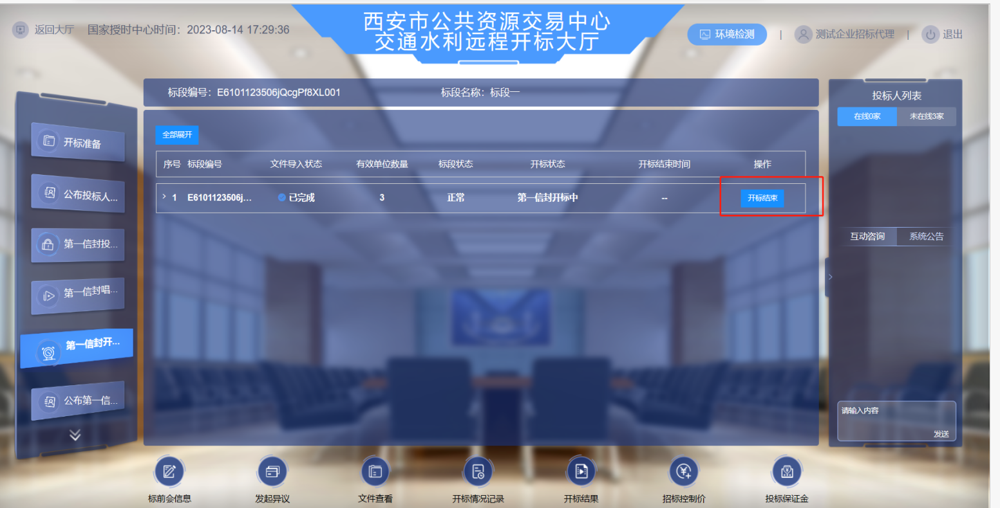 西安市公共资源交易中心
交通水利远程开标大厅
返回大厅 国家授时中心时间：2023-08-14 17:29:36
环境检测 | 测试企业招标代理 | 退出
标段编号：E6101123506jQcgPf8XL001 标段名称：标段一
开标准备
公布投标人...
第一信封投...
第一信封唱...
第一信封开...
公布第一信...
全部展开
序号 标段编号 文件导入状态 有效单位数量 标段状态 开标状态 开标结束时间 操作
> 1 E6101123506j... 已完成 3 正常 第一信封开标中 -- 开标结束
投标人列表
在线0家 未在线3家
互动咨询 系统公告
>
请输入内容
发送
标前会信息 发起异议 文件查看 开标情况记录 开标结果 招标控制价 投标保证金